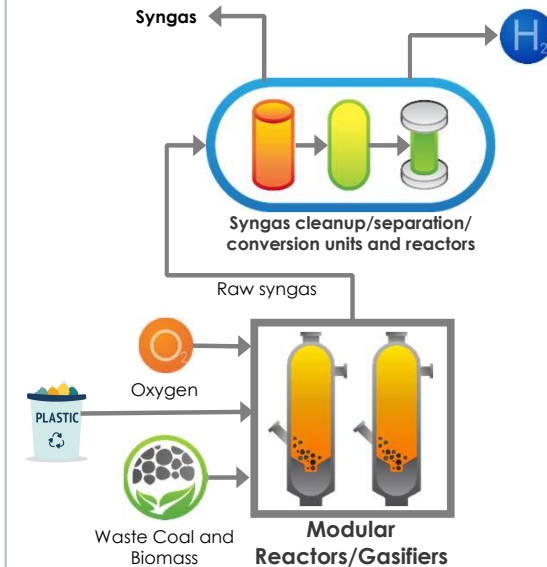 Syngas
H2
Syngas cleanup/separation/
conversion units and reactors
Raw syngas
O2
Oxygen
PLASTIC
Waste Coal and
Biomass
Modular
Reactors/Gasifiers